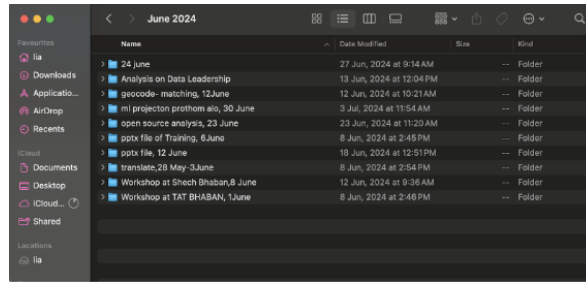 June 2024
Favourites
lia
Downloads
Applicatio...
AirDrop
Recents
iCloud
Documents
Desktop
iCloud...
Shared
Locations
lia
Name Date Modified Size Kind
24 june 27 Jun, 2024 at 9:14 AM -- Folder
Analysis on Data Leadership 13 Jun, 2024 at 12:04 PM -- Folder
geocode- matching, 12June 12 Jun, 2024 at 10:21 AM -- Folder
ml projecton prothom alo, 30 June 3 Jul, 2024 at 11:54 AM -- Folder
open source analysis, 23 June 23 Jun, 2024 at 11:20 AM -- Folder
pptx file of Training, 6June 8 Jun, 2024 at 2:45 PM -- Folder
pptx file, 12 June 18 Jun, 2024 at 12:51 PM -- Folder
translate,28 May-3June 8 Jun, 2024 at 2:54 PM -- Folder
Workshop at Shech Bhaban,8 June 12 Jun, 2024 at 9:36 AM -- Folder
Workshop at TAT BHABAN, 1June 8 Jun, 2024 at 2:46 PM -- Folder